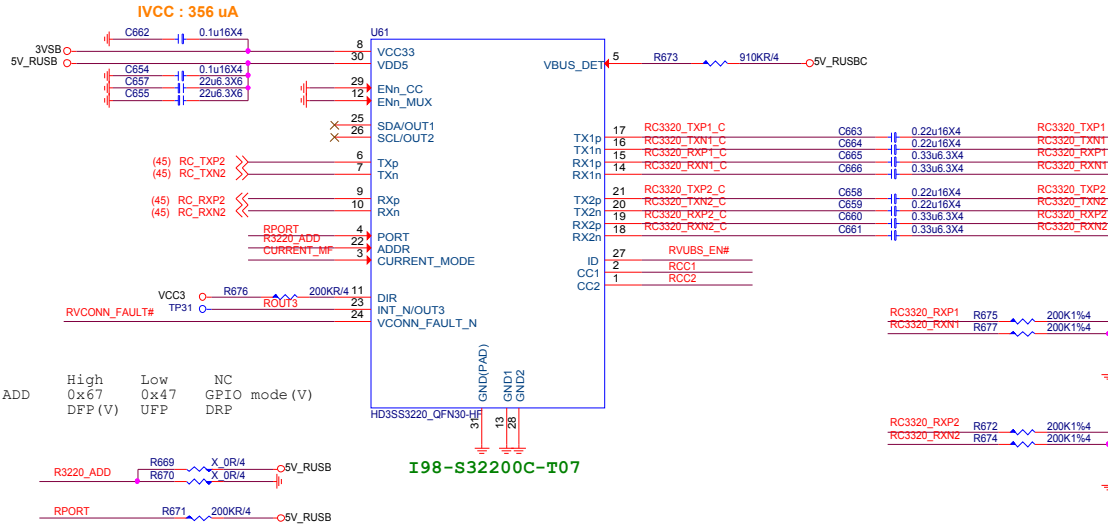 IVCC : 356 uA
C662 0.1u16X4
U61
3VSB 8 VCC33
5V_RUSB 30 VDD5
VBUS_DET 5 R673 910KR/4 5V_RUSBC
C654 0.1u16X4
C657 22u6.3X6
C655 22u6.3X6
29 ENn_CC
12 ENn_MUX
25 SDA/OUT1
26 SCL/OUT2
TX1p 17 RC3320_TXP1_C C663 0.22u16X4 RC3320_TXP1
TX1n 16 RC3320_TXN1_C C664 0.22u16X4 RC3320_TXN1
RX1p 15 RC3320_RXP1_C C665 0.33u6.3X4 RC3320_RXP1
RX1n 14 RC3320_RXN1_C C666 0.33u6.3X4 RC3320_RXN1
(45) RC_TXP2 6 TXp
(45) RC_TXN2 7 TXn
TX2p 21 RC3320_TXP2_C C658 0.22u16X4 RC3320_TXP2
TX2n 20 RC3320_TXN2_C C659 0.22u16X4 RC3320_TXN2
RX2p 19 RC3320_RXP2_C C660 0.33u6.3X4 RC3320_RXP2
RX2n 18 RC3320_RXN2_C C661 0.33u6.3X4 RC3320_RXN2
(45) RC_RXP2 9 RXp
(45) RC_RXN2 10 RXn
RPORT 4 PORT
R3220_ADD 22 ADDR
CURRENT_MF 3 CURRENT_MODE
ID 27 RVUBS_EN#
CC1 2 RCC1
CC2 1 RCC2
VCC3 R676 200KR/4 11 DIR
TP31 ROUT3 23 INT_N/OUT3
RVCONN_FAULT# 24 VCONN_FAULT_N
RC3320_RXP1 R675 200K1%4
RC3320_RXN1 R677 200K1%4
GND(PAD) GND1 GND2
31 13 28
HD3SS3220_QFN30-HF
I98-S32200C-T07
High Low NC
ADD 0x67 0x47 GPIO mode(V)
DFP(V) UFP DRP
RC3320_RXP2 R672 200K1%4
RC3320_RXN2 R674 200K1%4
R669 X_0R/4 5V_RUSB
R3220_ADD R670 X_0R/4
RPORT R671 200KR/4 5V_RUSB